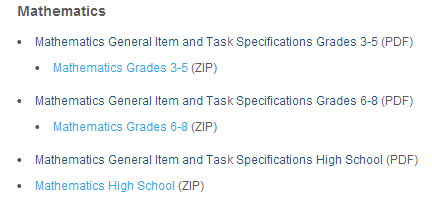 Mathematics
Mathematics General Item and Task Specifications Grades 3-5 (PDF)
Mathematics Grades 3-5 (ZIP)
Mathematics General Item and Task Specifications Grades 6-8 (PDF)
Mathematics Grades 6-8 (ZIP)
Mathematics General Item and Task Specifications High School (PDF)
Mathematics High School (ZIP)